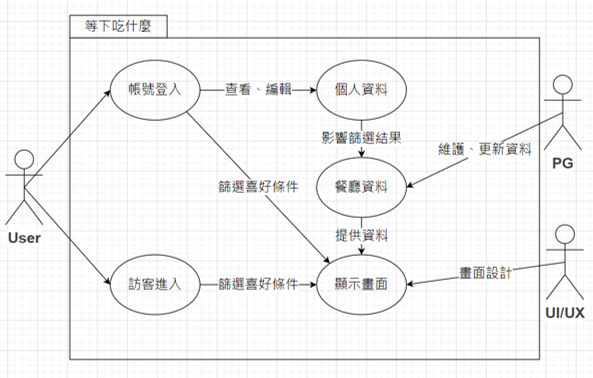 等下吃什麼
帳號登入
查看、編輯
個人資料
影響篩選結果
維護、更新資料
PG
篩選喜好條件
餐廳資料
User
提供資料
訪客進入
篩選喜好條件
顯示畫面
畫面設計
UI/UX